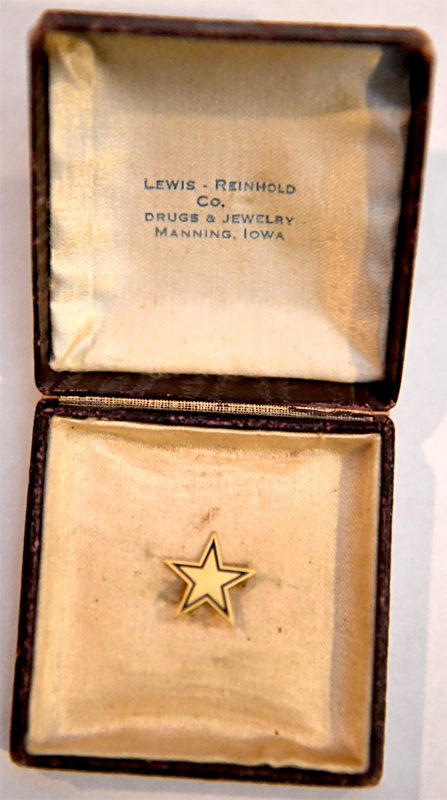 LEWIS - REINHOLD
CO.
DRUGS & JEWELRY
MANNING, IOWA